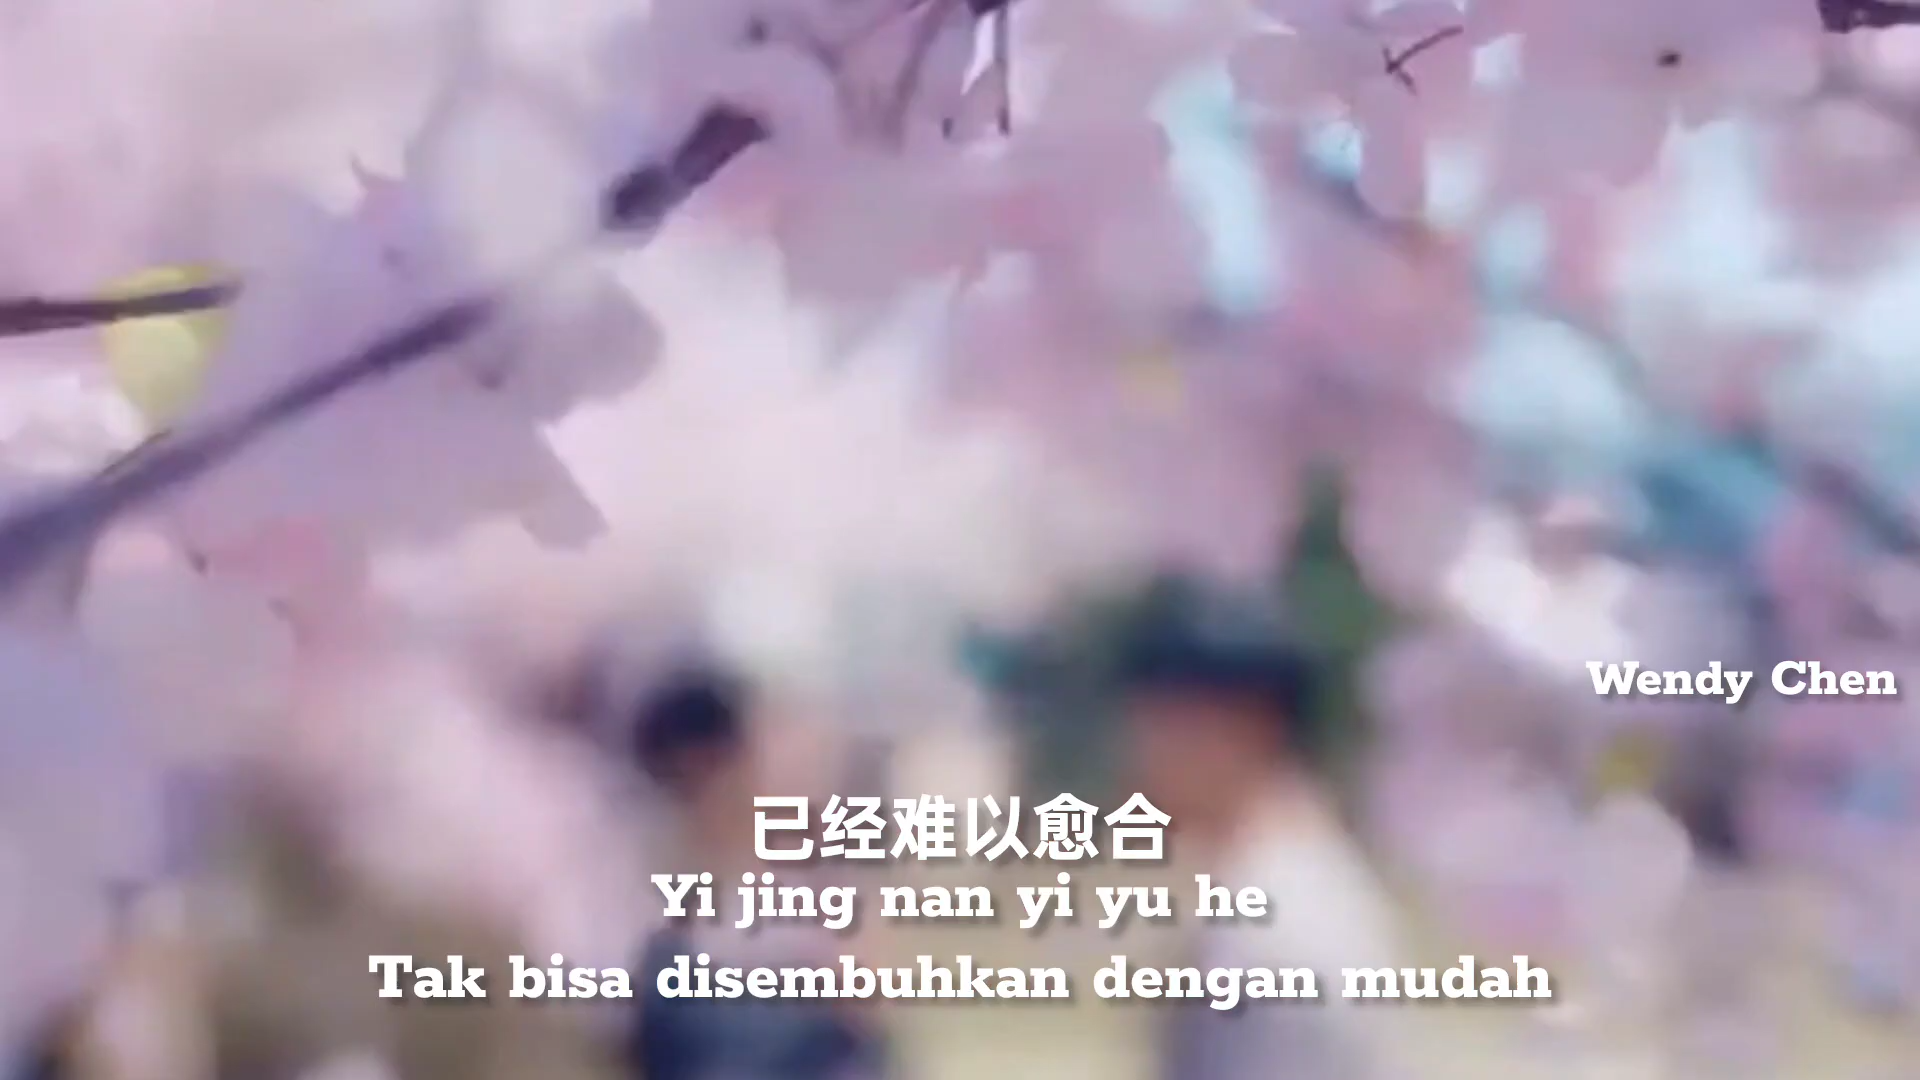 Wendy Chen
已经难以愈合
Yi jing nan yi yu he
Tak bisa disembuhkan dengan mudah